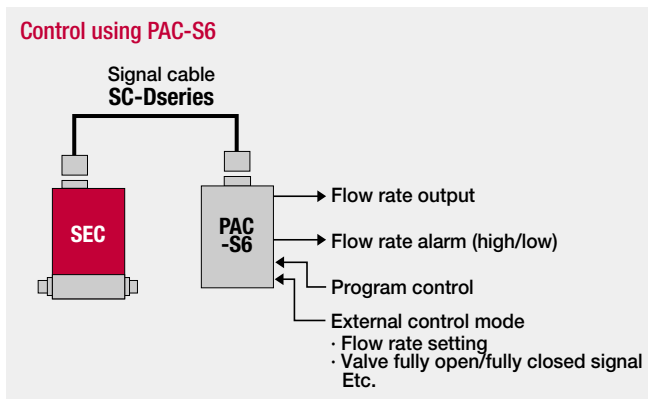 Control using PAC-S6
Signal cable
SC-Dseries
SEC
PAC
-S6
Flow rate output
Flow rate alarm (high/low)
Program control
External control mode
· Flow rate setting
· Valve fully open/fully closed signal
Etc.